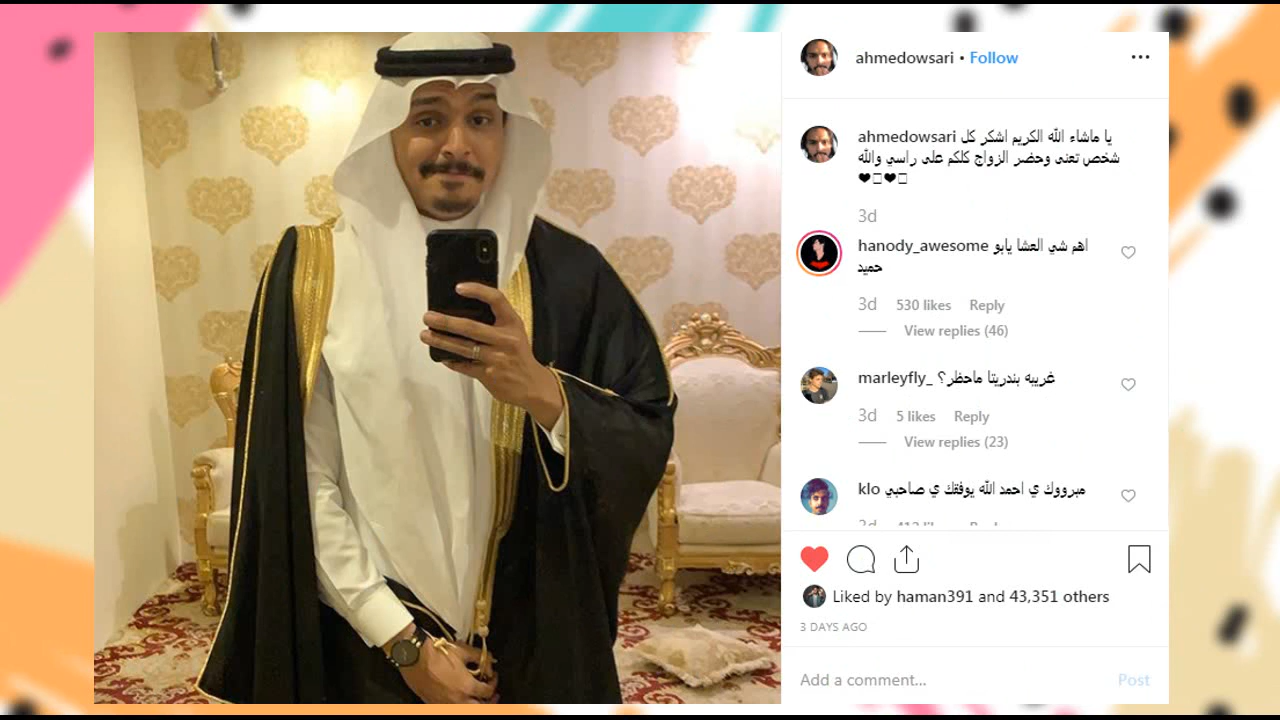 ahmedowsari • Follow
ahmedowsari يا ماشاء الله الكريم اشكر كل
شخص تعنى وحضر الزواج كلكم على راسي والله
❤□❤□
3d
hanody_awesome اهم شي العشا يابو
حميد
3d 530 likes Reply
View replies (46)
marleyfly_ غريبه بندريتا ماحظر؟
3d 5 likes Reply
View replies (23)
klo مبرووك ي احمد الله يوفقك ي صاحبي
Liked by haman391 and 43,351 others
3 DAYS AGO
Add a comment... Post